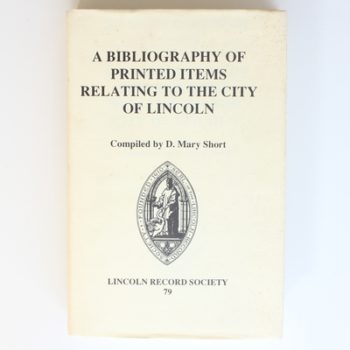 A BIBLIOGRAPHY OF
PRINTED ITEMS
RELATING TO THE CITY
OF LINCOLN
Compiled by D. Mary Short
LINCOLN RECORD SOCIETY
79